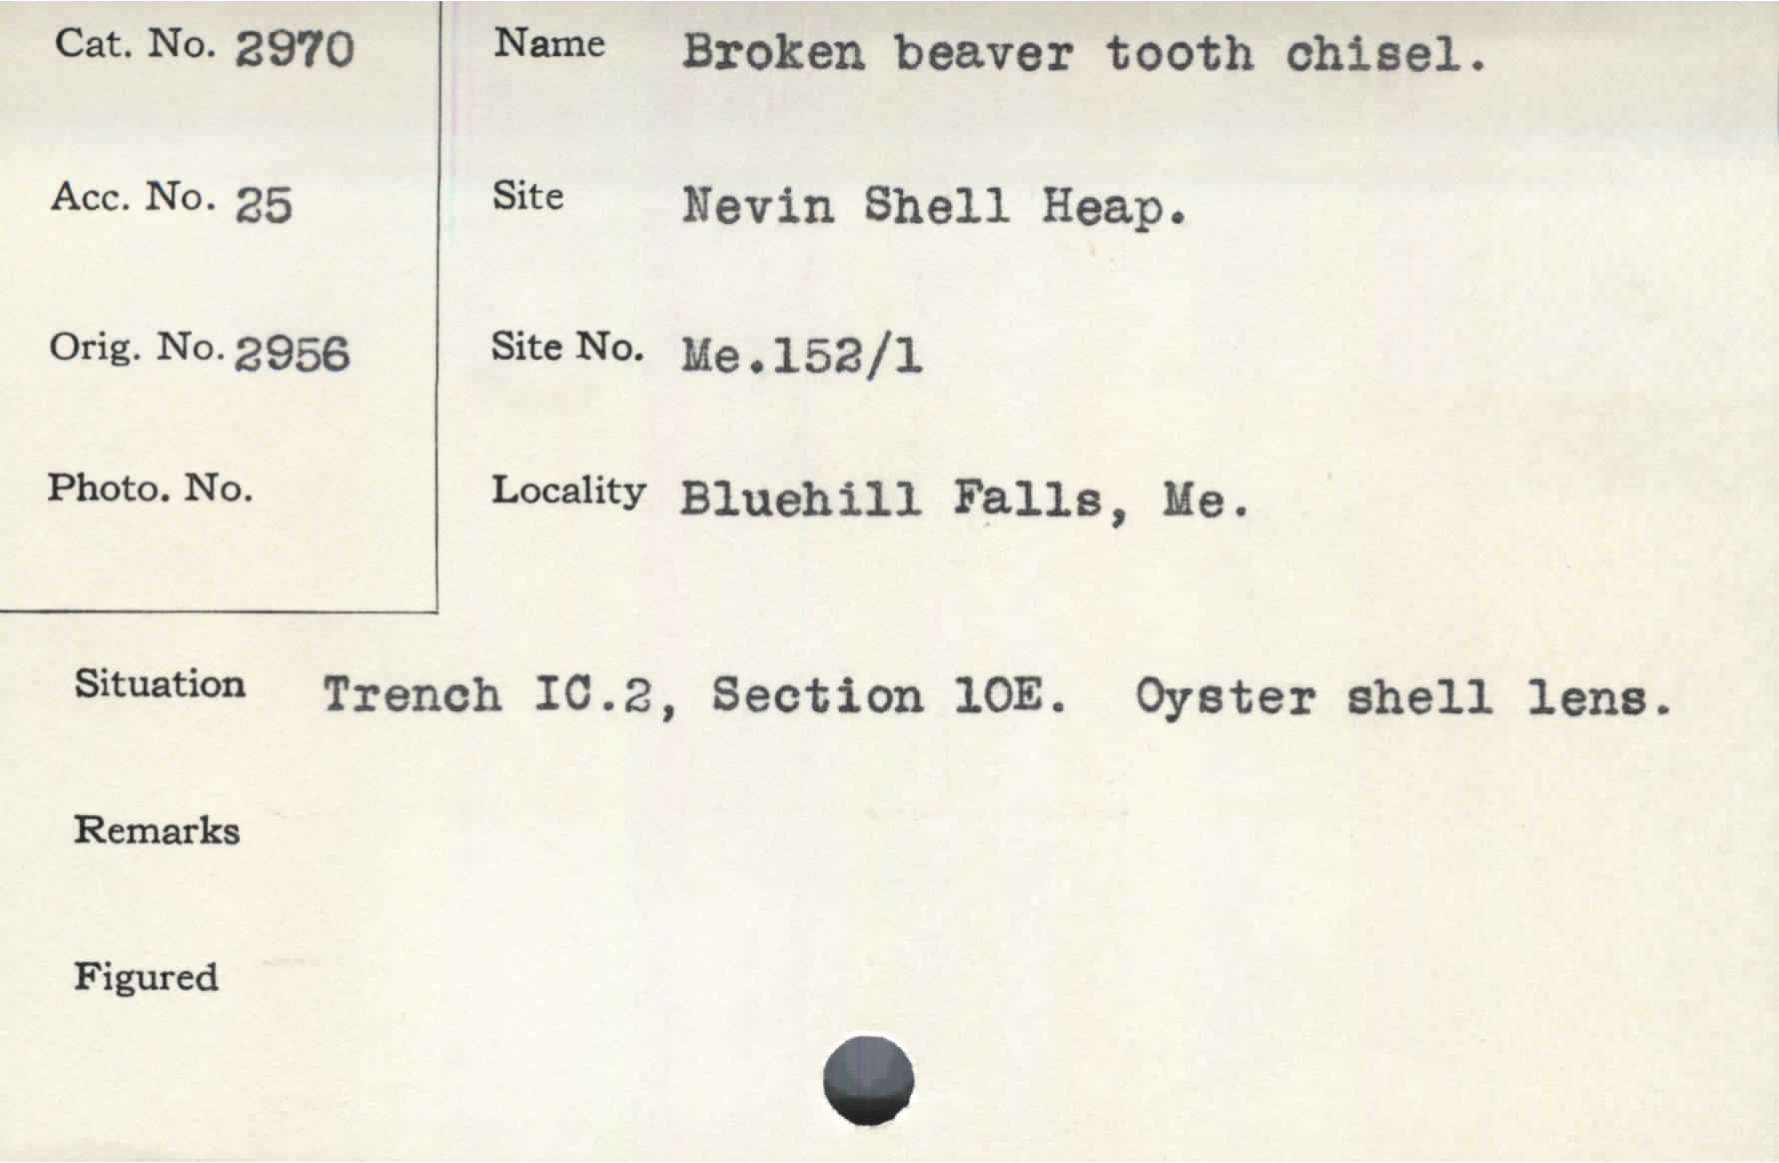 Cat. No. 2970
Name Broken beaver tooth chisel.
Acc. No. 25
Site Nevin Shell Heap.
Orig. No. 2956
Site No. Me.152/1
Photo. No.
Locality Bluehill Falls, Me.
Situation Trench IC.2, Section 10E. Oyster shell lens.
Remarks
Figured